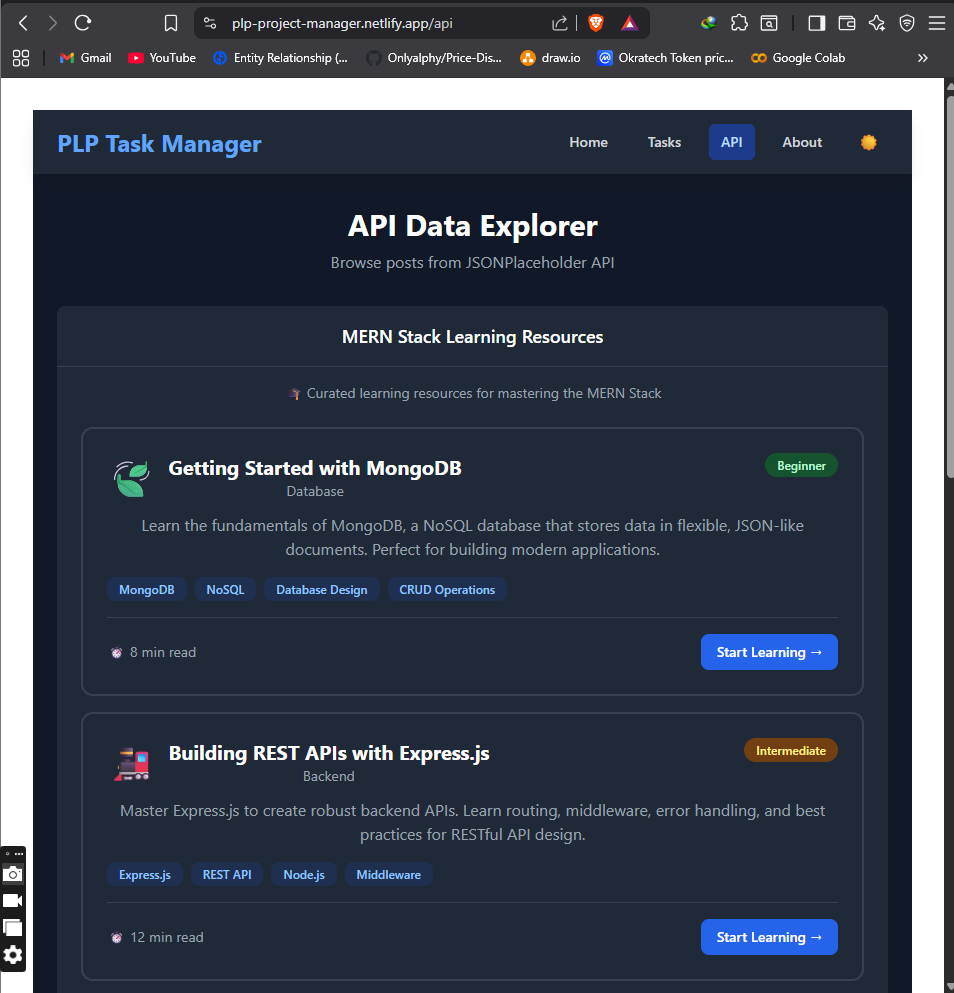 plp-project-manager.netlify.app/api
Gmail
YouTube
Entity Relationship (...
Onlyalphy/Price-Dis...
draw.io
Okratech Token pric...
Google Colab
»
PLP Task Manager
Home
Tasks
API
About
API Data Explorer
Browse posts from JSONPlaceholder API
MERN Stack Learning Resources
Curated learning resources for mastering the MERN Stack
Getting Started with MongoDB
Beginner
Database
Learn the fundamentals of MongoDB, a NoSQL database that stores data in flexible, JSON-like
documents. Perfect for building modern applications.
MongoDB
NoSQL
Database Design
CRUD Operations
8 min read
Start Learning →
Building REST APIs with Express.js
Intermediate
Backend
Master Express.js to create robust backend APIs. Learn routing, middleware, error handling, and best
practices for RESTful API design.
Express.js
REST API
Node.js
Middleware
12 min read
Start Learning →